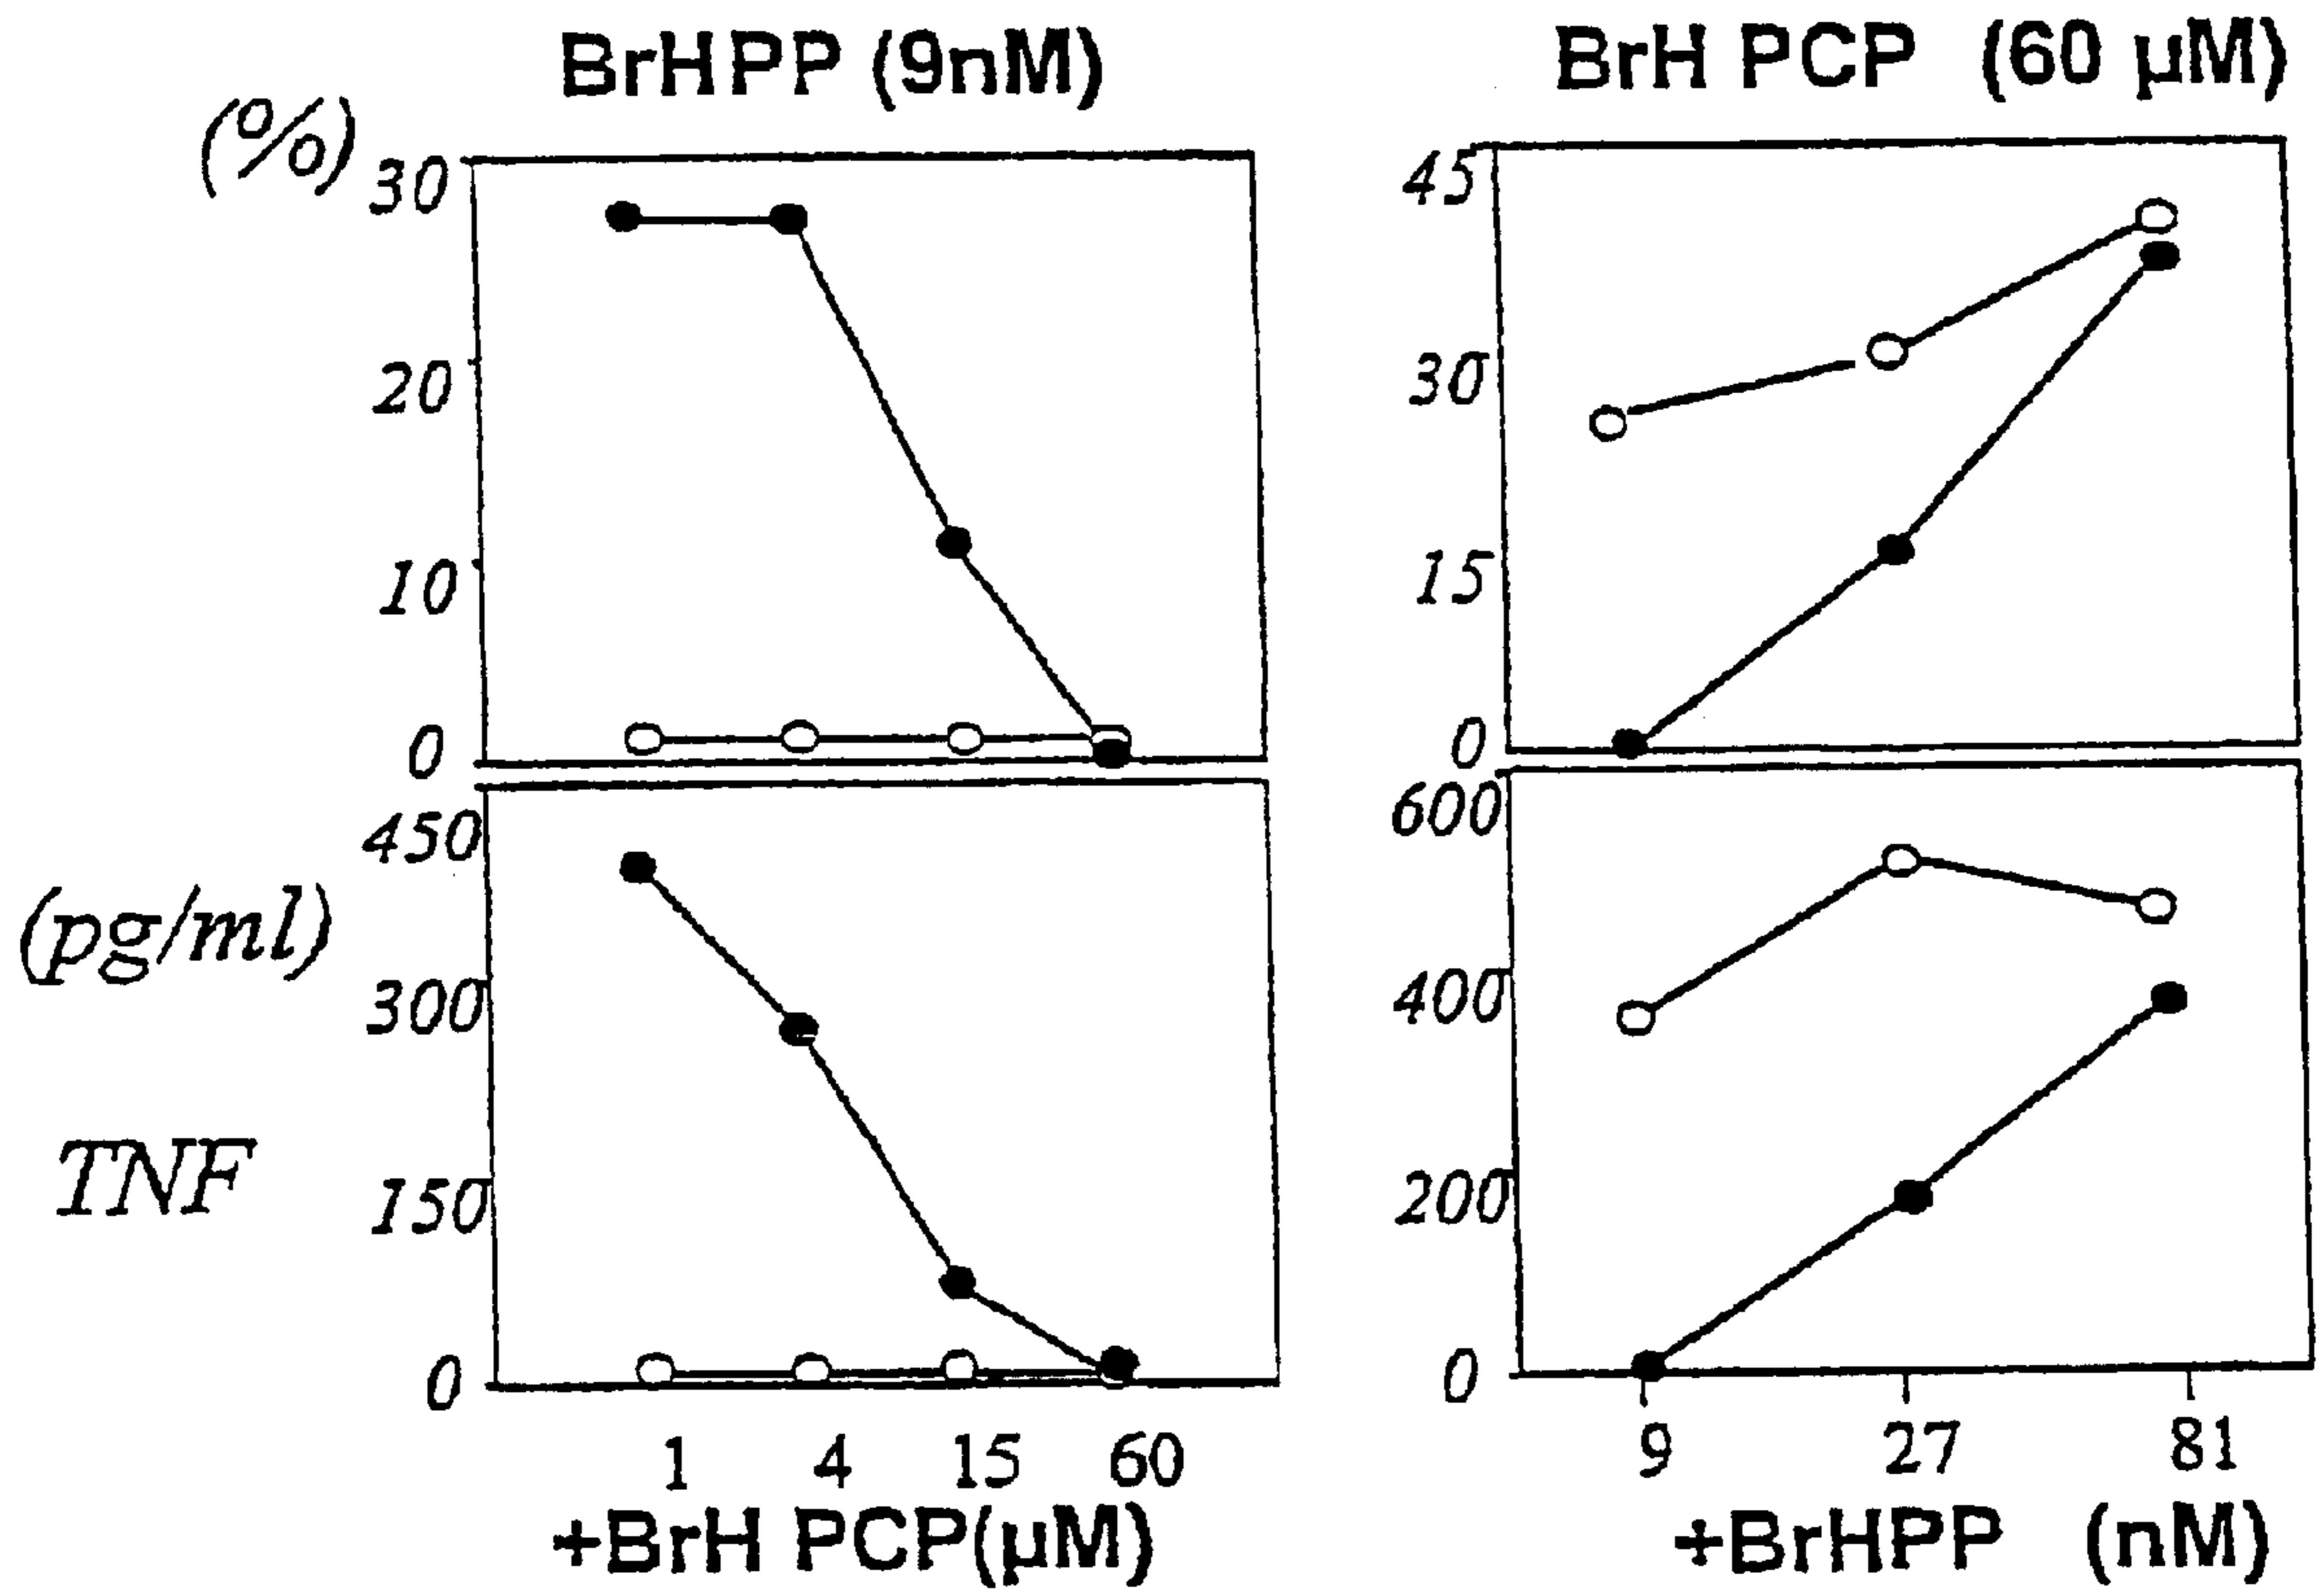 BrHPP (9nM)
BrH PCP (60 µM)
(%)
30
20
10
0
45
30
15
0
(pg/ml)
TNF
450
300
150
0
600
400
200
0
1 4 15 60
+BrH PCP(µM)
9 27 81
+BrHPP (nM)